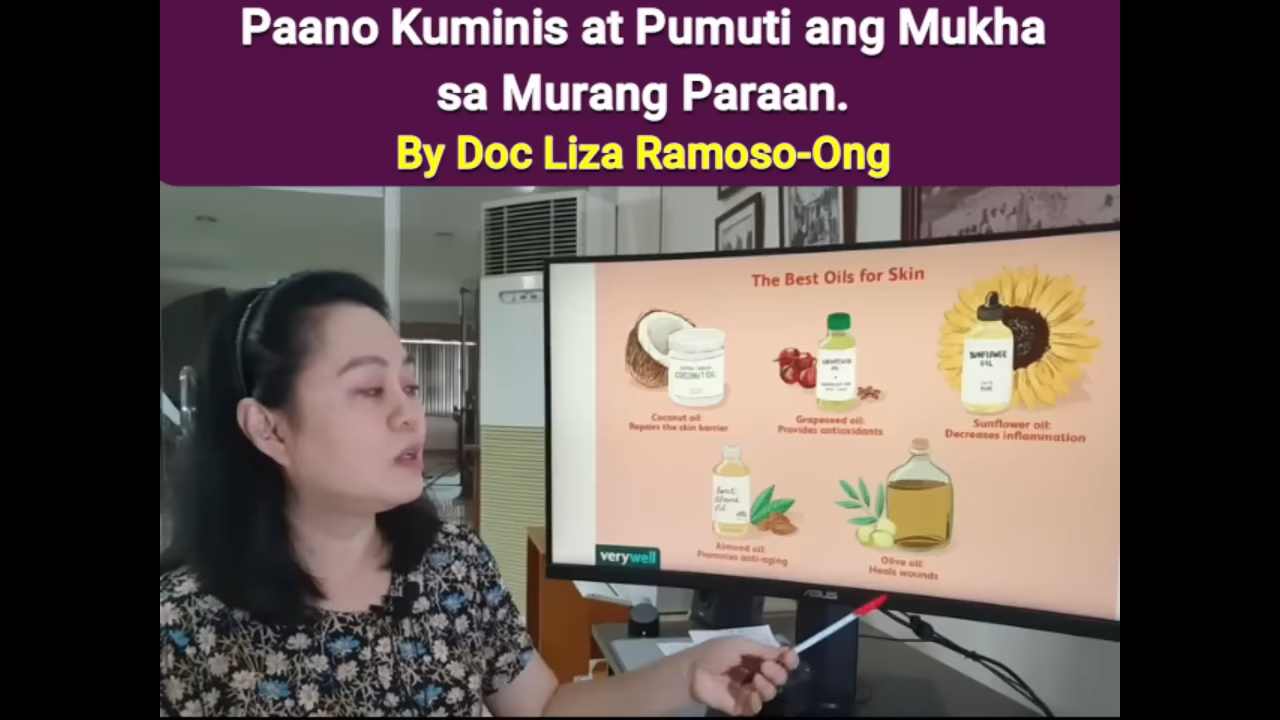 Paano Kuminis at Pumuti ang Mukha
sa Murang Paraan.
By Doc Liza Ramoso-Ong
The Best Oils for Skin
COCONUT OIL
SUNFLOWER
OIL
Coconut oil:
Repairs the skin barrier
Grapeseed oil:
Provides antioxidants
Sunflower oil:
Decreases inflammation
Almond oil:
Promotes anti-aging
Olive oil:
Heals wounds
verywell
ASUS